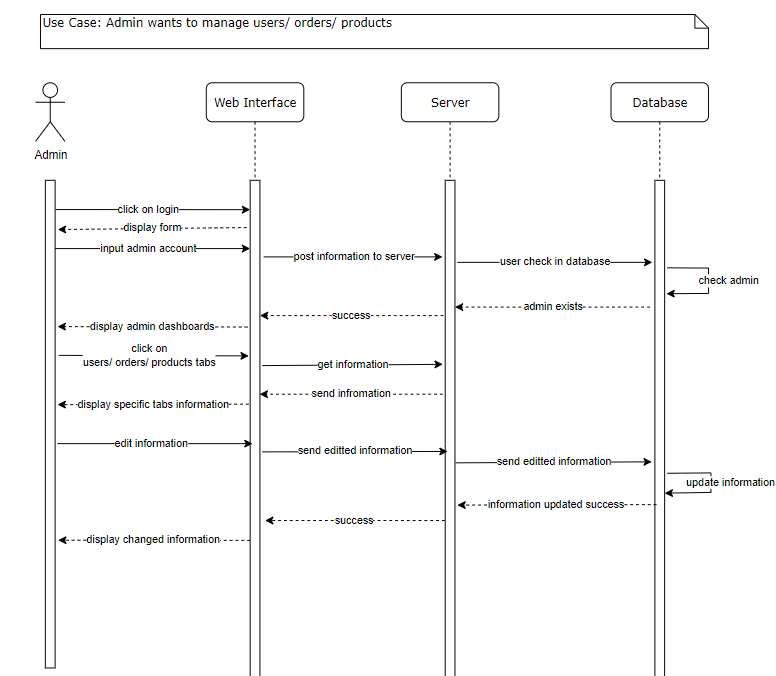 Use Case: Admin wants to manage users/ orders/ products
Web Interface
Server
Database
Admin
click on login
display form
input admin account
post information to server
user check in database
check admin
admin exists
success
display admin dashboards
click on
users/ orders/ products tabs
get information
send infromation
display specific tabs information
edit information
send editted information
send editted information
update information
information updated success
success
display changed information